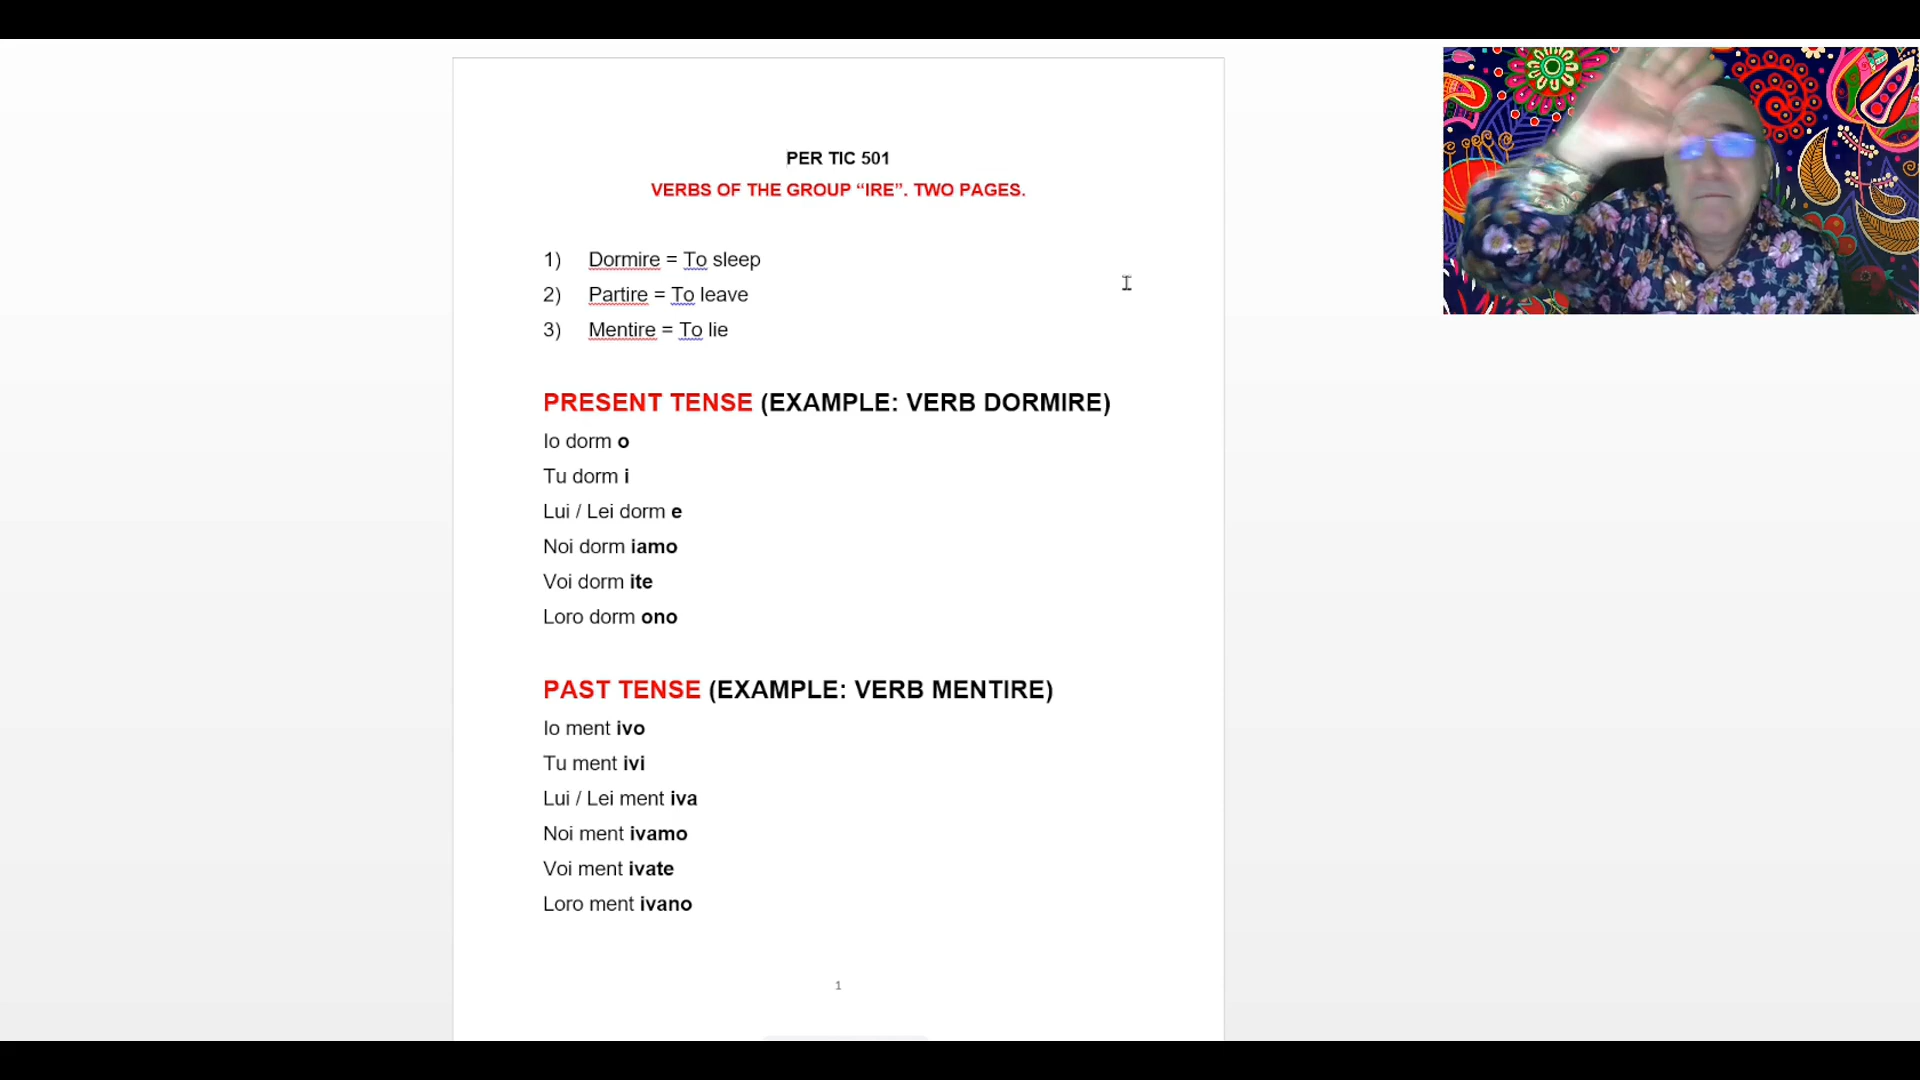 PER TIC 501
VERBS OF THE GROUP “IRE”. TWO PAGES.
1) Dormire = To sleep
2) Partire = To leave
3) Mentire = To lie
PRESENT TENSE (EXAMPLE: VERB DORMIRE)
Io dorm o
Tu dorm i
Lui / Lei dorm e
Noi dorm iamo
Voi dorm ite
Loro dorm ono
PAST TENSE (EXAMPLE: VERB MENTIRE)
Io ment ivo
Tu ment ivi
Lui / Lei ment iva
Noi ment ivamo
Voi ment ivate
Loro ment ivano
1